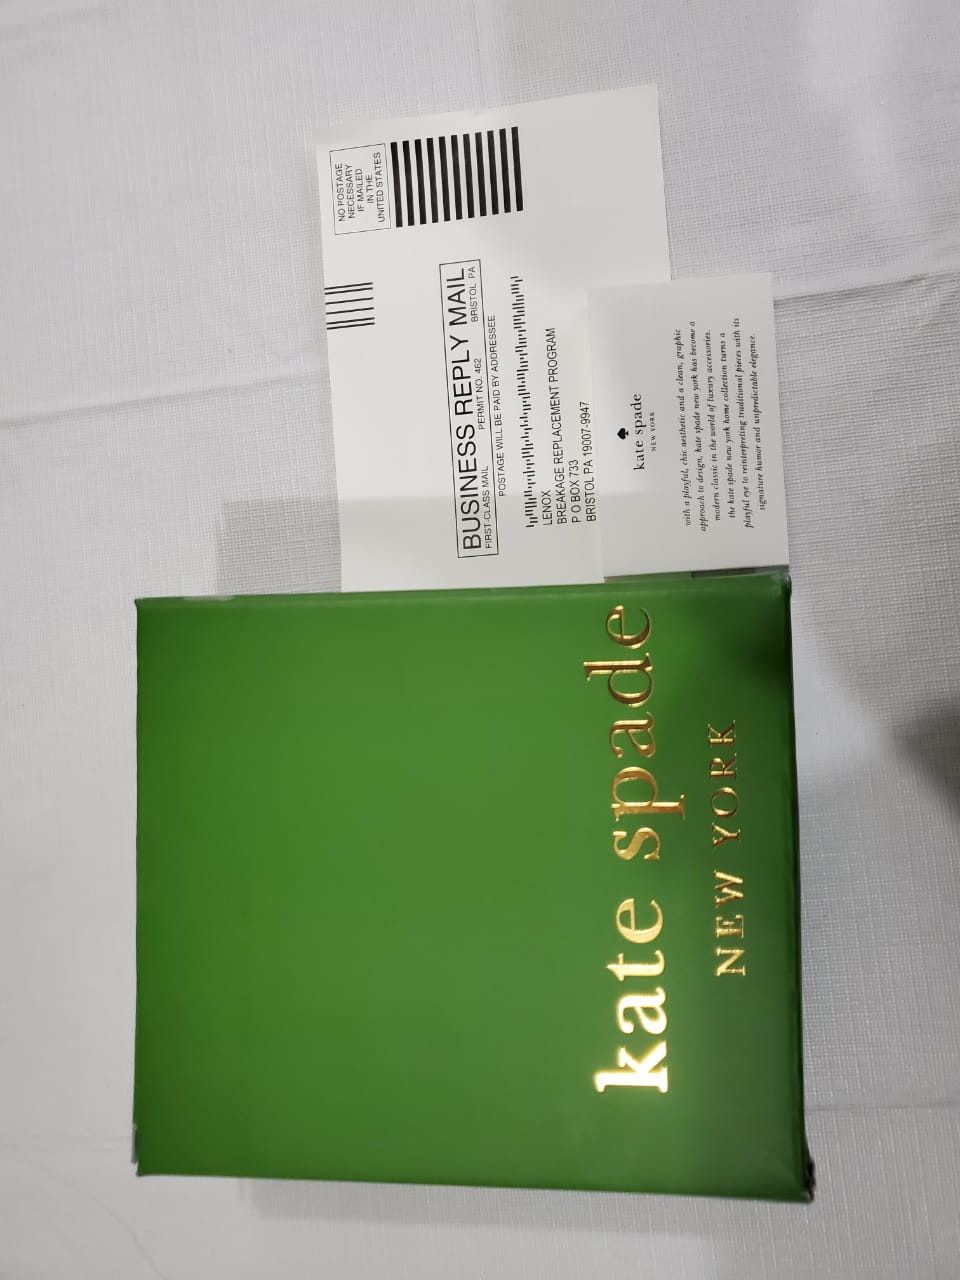 NO POSTAGE
NECESSARY
IF MAILED
IN THE
UNITED STATES
BUSINESS REPLY MAIL
FIRST-CLASS MAIL PERMIT NO. 462 BRISTOL PA
POSTAGE WILL BE PAID BY ADDRESSEE
LENOX
BREAKAGE REPLACEMENT PROGRAM
P O BOX 733
BRISTOL PA 19007-9947
kate spade
NEW YORK
with a playful, chic aesthetic and a clean, graphic
approach to design, kate spade new york has become a
modern classic in the world of luxury accessories.
the kate spade new york home collection turns a
playful eye to reinterpreting traditional pieces with its
signature humor and unpredictable elegance.
kate spade
NEW YORK